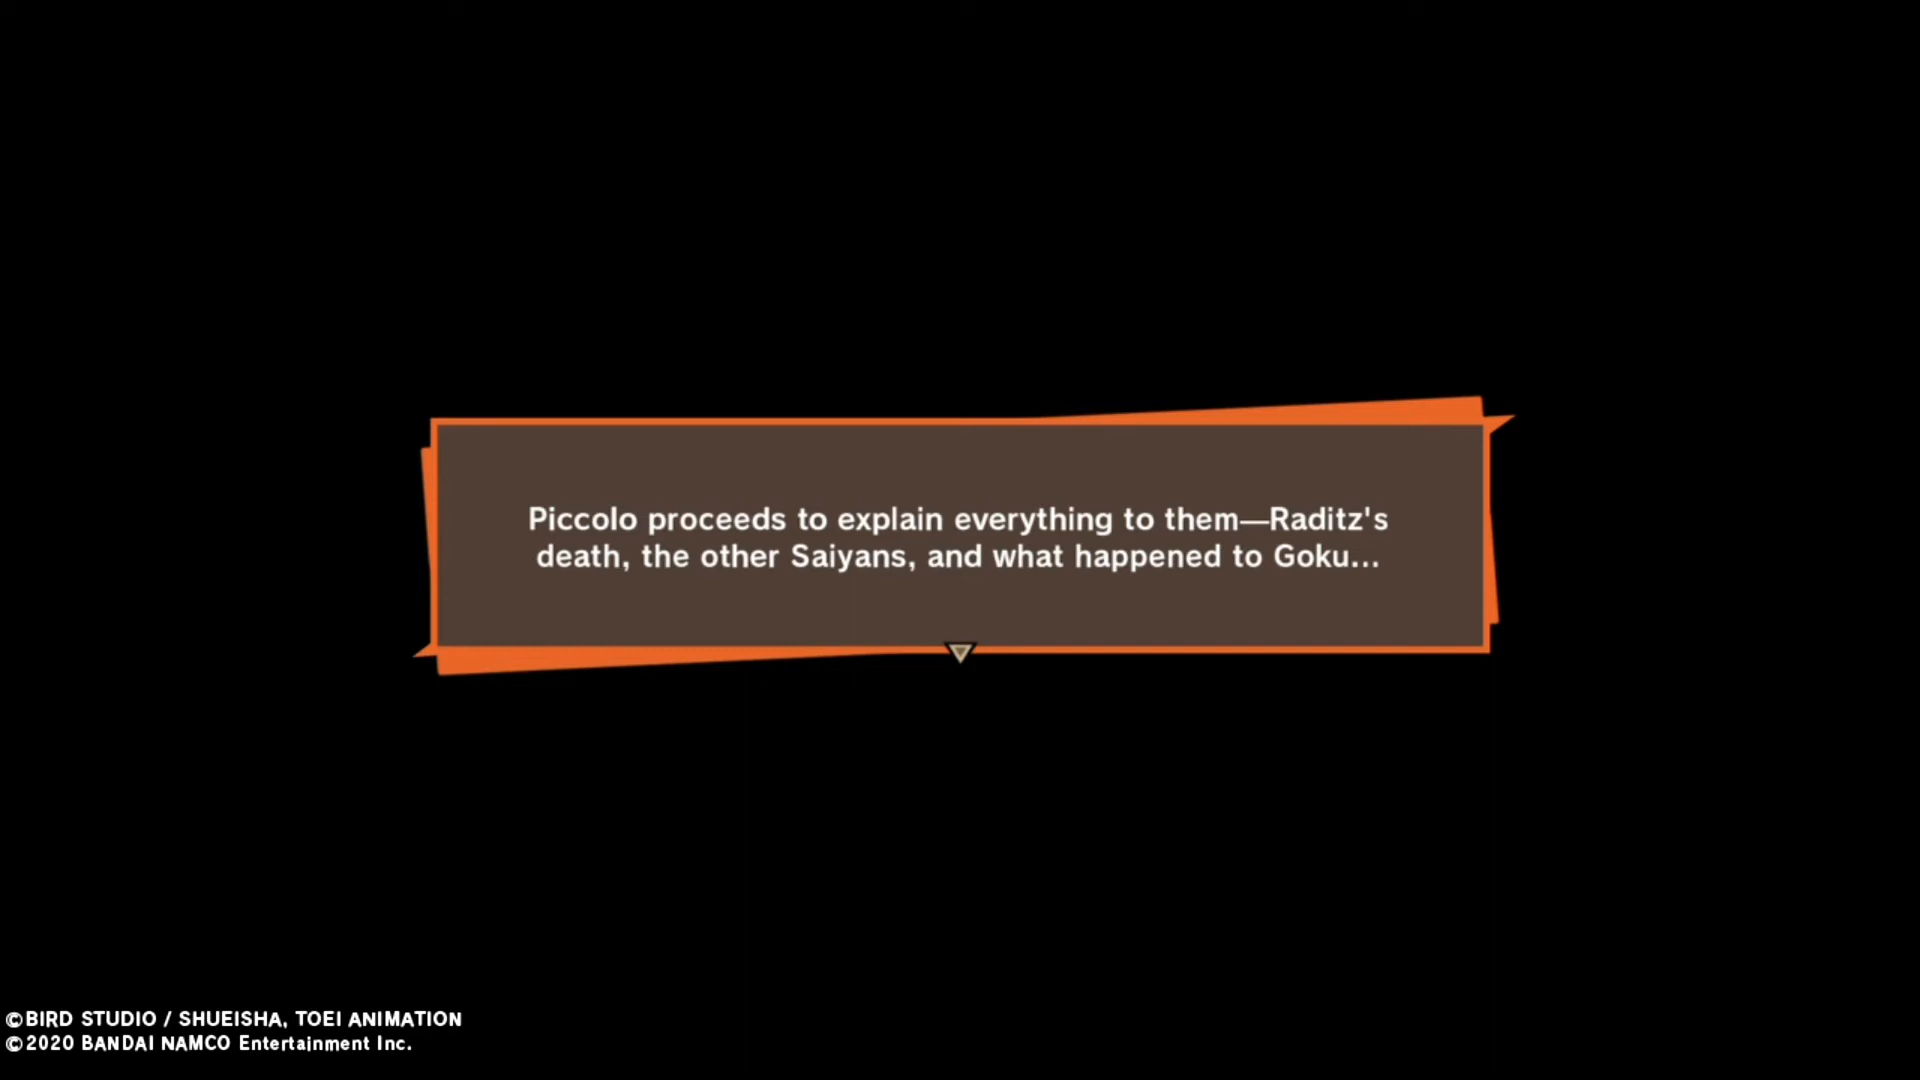 Piccolo proceeds to explain everything to them—Raditz's
death, the other Saiyans, and what happened to Goku...
©BIRD STUDIO / SHUEISHA, TOEI ANIMATION
©2020 BANDAI NAMCO Entertainment Inc.